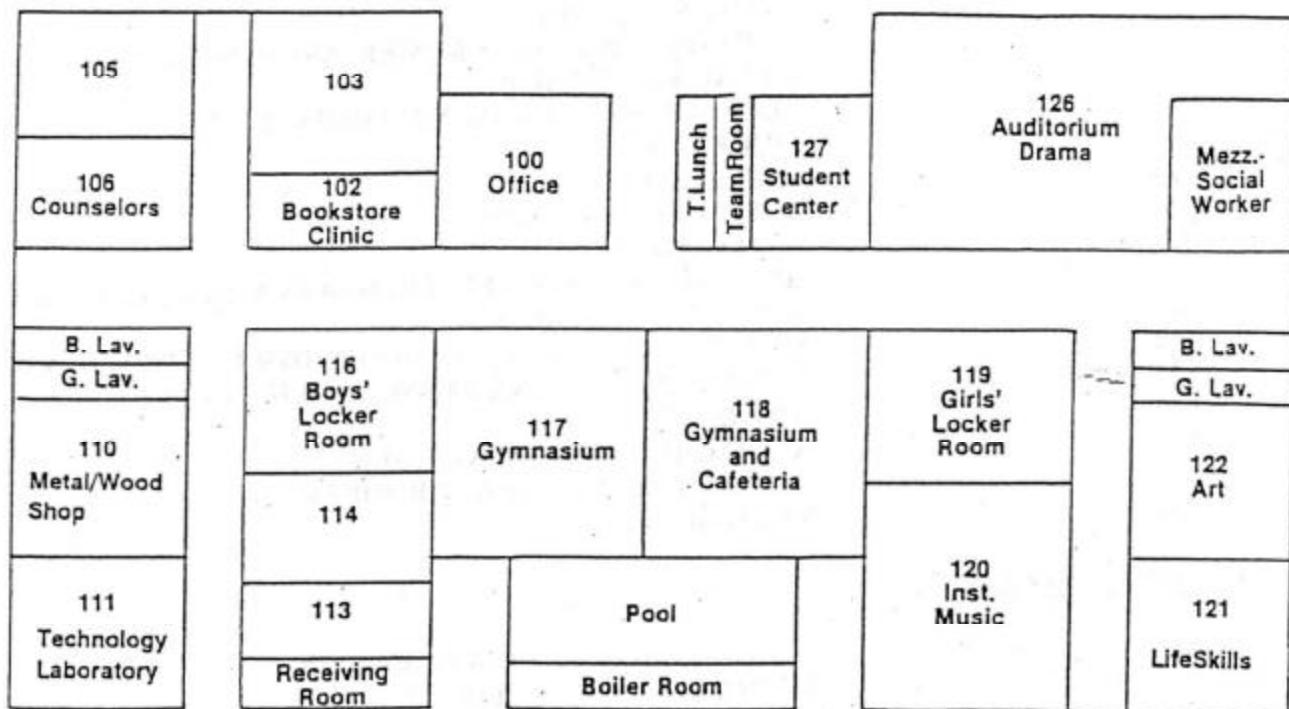 105
106
Counselors
103
102
Bookstore
Clinic
100
Office
T.Lunch
TeamRoom
127
Student
Center
126
Auditorium
Drama
Mezz.-
Social
Worker
B. Lav.
G. Lav.
110
Metal/Wood
Shop
111
Technology
Laboratory
116
Boys'
Locker
Room
114
113
Receiving
Room
117
Gymnasium
118
Gymnasium
and
Cafeteria
Pool
Boiler Room
119
Girls'
Locker
Room
120
Inst.
Music
B. Lav.
G. Lav.
122
Art
121
LifeSkills